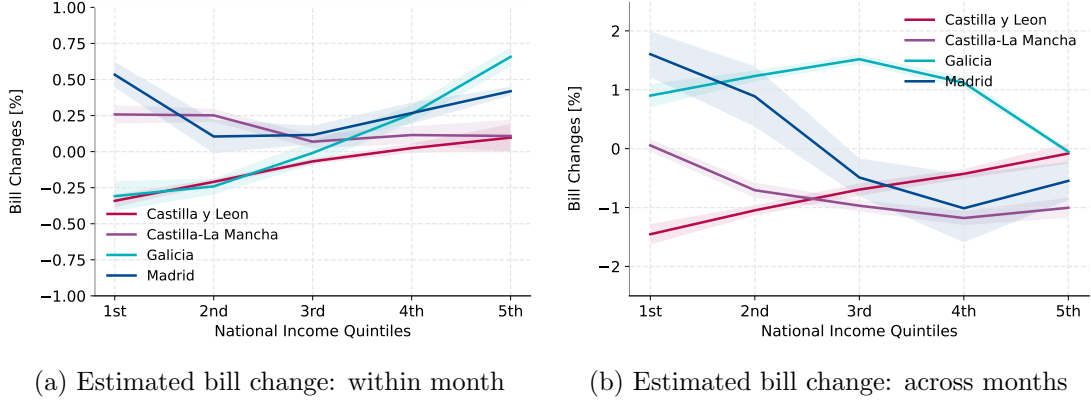 1.00
0.75
0.50
0.25
0.00
−0.25
−0.50
−0.75
−1.00
Bill Changes [%]
Castilla y Leon
Castilla-La Mancha
Galicia
Madrid
1st 2nd 3rd 4th 5th
National Income Quintiles
(a) Estimated bill change: within month
2
1
0
−1
−2
Bill Changes [%]
Castilla y Leon
Castilla-La Mancha
Galicia
Madrid
1st 2nd 3rd 4th 5th
National Income Quintiles
(b) Estimated bill change: across months